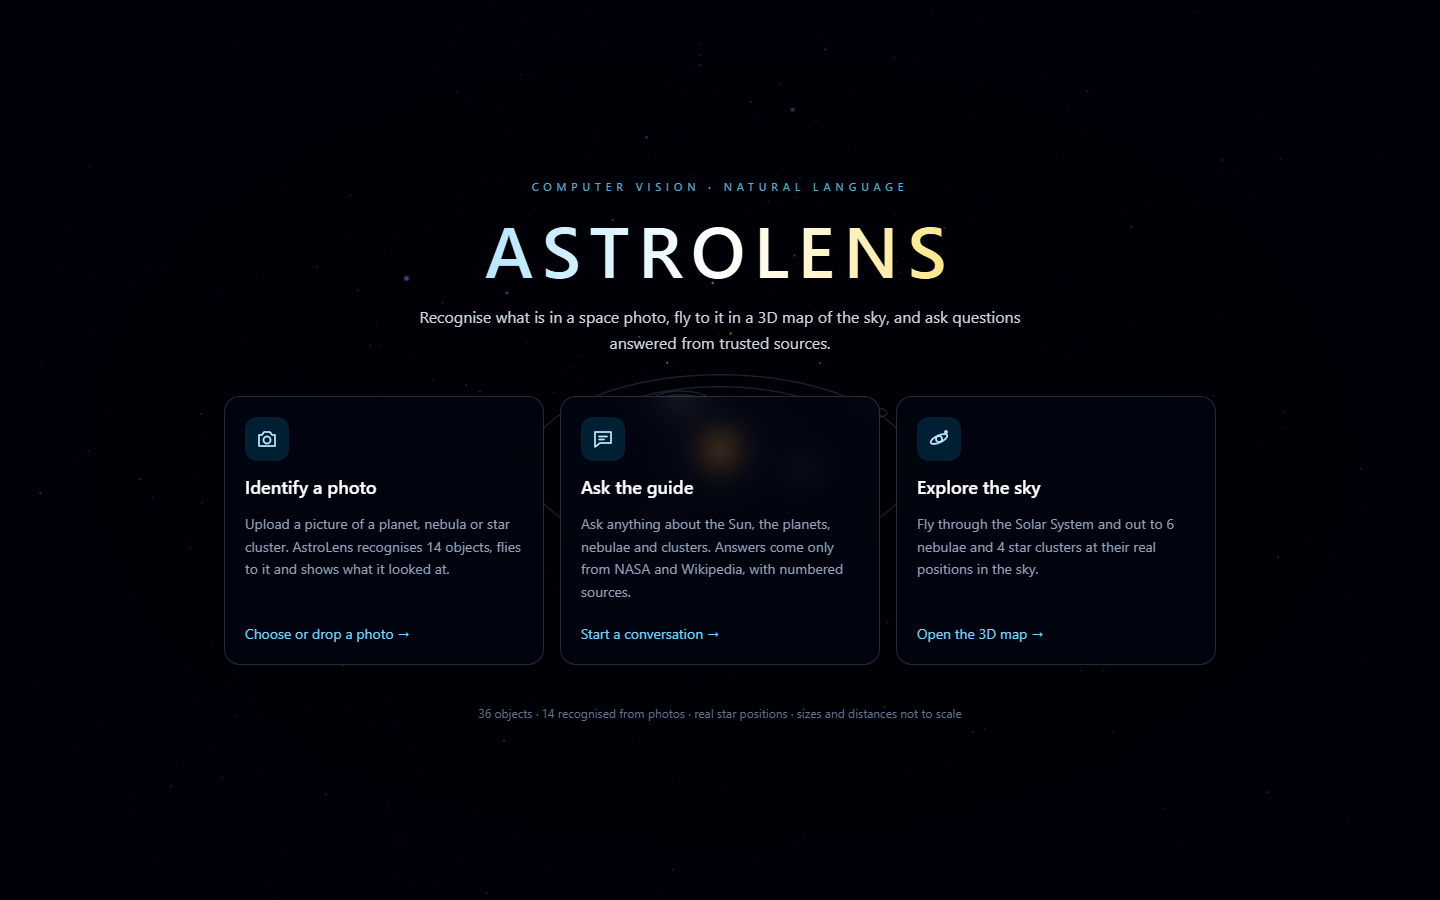 COMPUTER VISION · NATURAL LANGUAGE
ASTROLENS
Recognise what is in a space photo, fly to it in a 3D map of the sky, and ask questions
answered from trusted sources.
Identify a photo
Upload a picture of a planet, nebula or star
cluster. AstroLens recognises 14 objects, flies
to it and shows what it looked at.
Choose or drop a photo →
Ask the guide
Ask anything about the Sun, the planets,
nebulae and clusters. Answers come only
from NASA and Wikipedia, with numbered
sources.
Start a conversation →
Explore the sky
Fly through the Solar System and out to 6
nebulae and 4 star clusters at their real
positions in the sky.
Open the 3D map →
36 objects · 14 recognised from photos · real star positions · sizes and distances not to scale